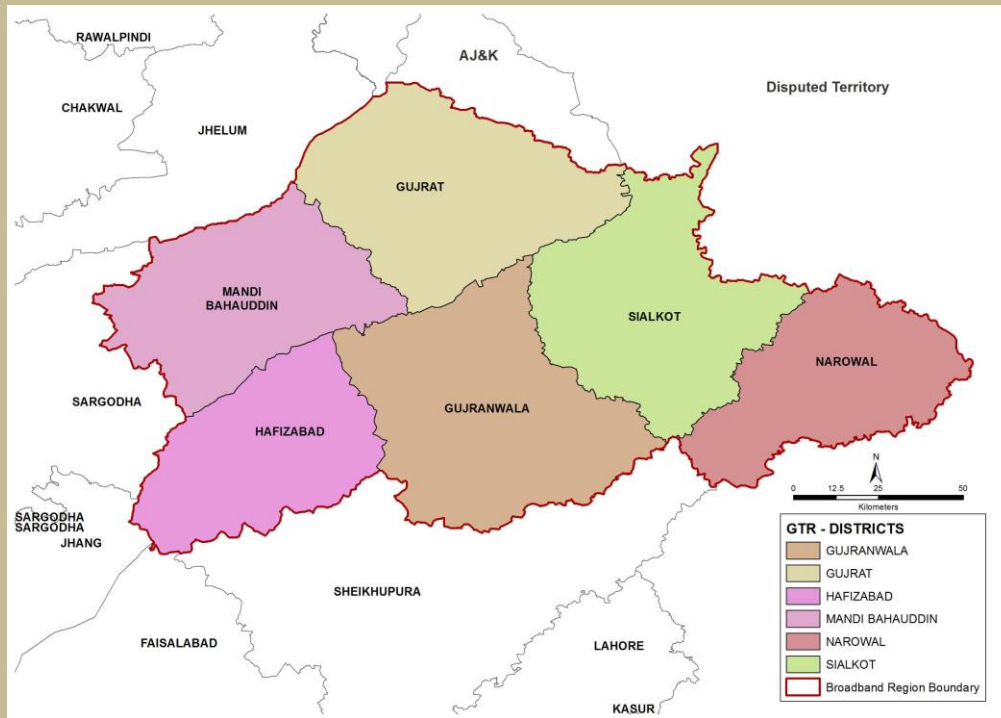 RAWALPINDI
AJ&K
Disputed Territory
CHAKWAL
JHELUM
GUJRAT
MANDI
BAHAUDDIN
SIALKOT
NAROWAL
SARGODHA
GUJRANWALA
HAFIZABAD
N
0 12.5 25 50
Kilometers
SARGODHA
SARGODHA
JHANG
GTR - DISTRICTS
GUJRANWALA
GUJRAT
HAFIZABAD
MANDI BAHAUDDIN
NAROWAL
SIALKOT
Broadband Region Boundary
SHEIKHUPURA
FAISALABAD
LAHORE
KASUR